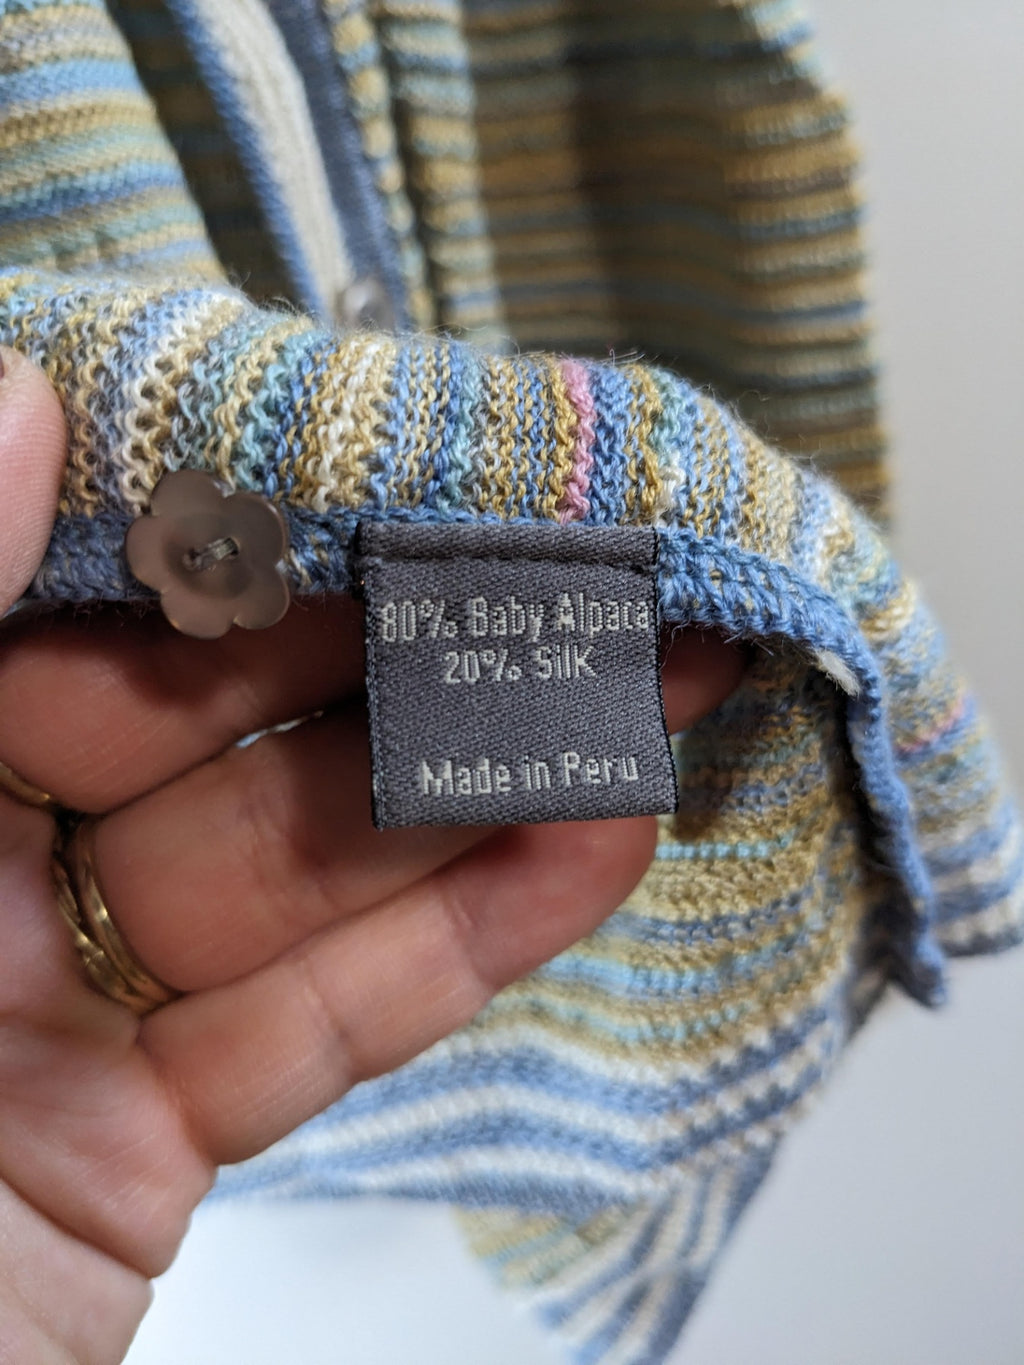 80% Baby Alpaca
20% Silk
Made in Peru